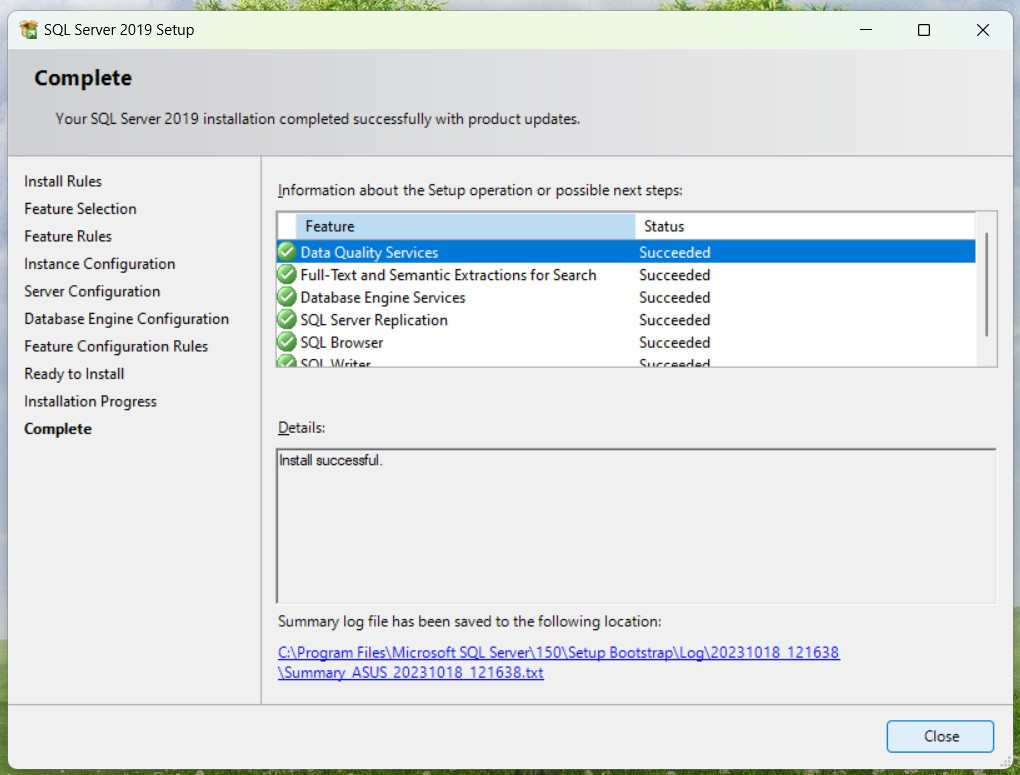 SQL Server 2019 Setup
Complete
Your SQL Server 2019 installation completed successfully with product updates.
Install Rules
Feature Selection
Feature Rules
Instance Configuration
Server Configuration
Database Engine Configuration
Feature Configuration Rules
Ready to Install
Installation Progress
Complete
Information about the Setup operation or possible next steps:
Feature Status
Data Quality Services Succeeded
Full-Text and Semantic Extractions for Search Succeeded
Database Engine Services Succeeded
SQL Server Replication Succeeded
SQL Browser Succeeded
SQL Writer Succeeded
Details:
Install successful.
Summary log file has been saved to the following location:
C:\Program Files\Microsoft SQL Server\150\Setup Bootstrap\Log\20231018_121638
\Summary_ASUS_20231018_121638.txt
Close